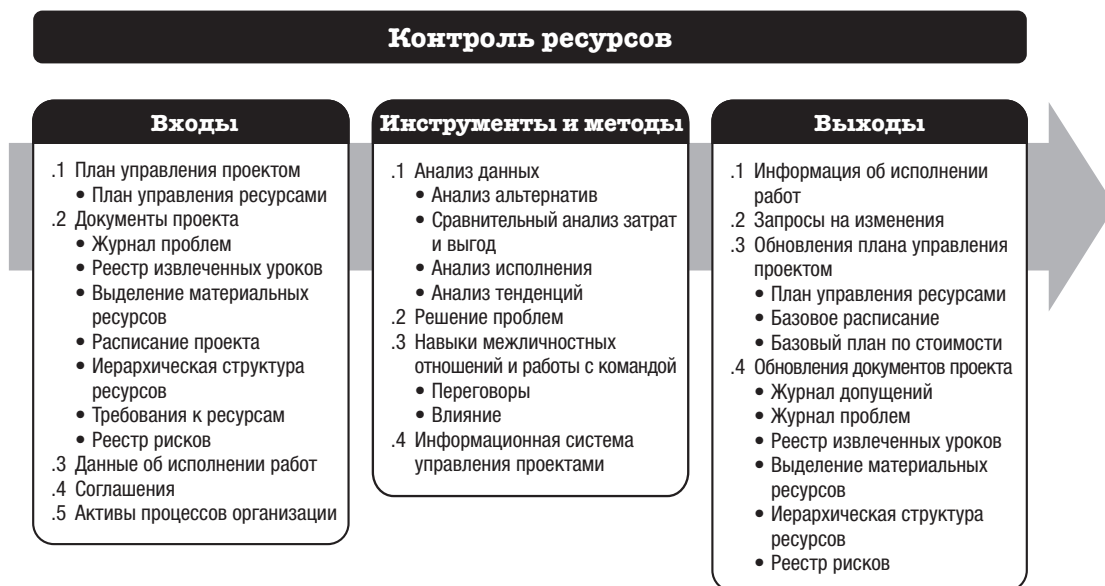 Контроль ресурсов
Входы
.1 План управления проектом
• План управления ресурсами
.2 Документы проекта
• Журнал проблем
• Реестр извлеченных уроков
• Выделение материальных
ресурсов
• Расписание проекта
• Иерархическая структура
ресурсов
• Требования к ресурсам
• Реестр рисков
.3 Данные об исполнении работ
.4 Соглашения
.5 Активы процессов организации
Инструменты и методы
.1 Анализ данных
• Анализ альтернатив
• Сравнительный анализ затрат
и выгод
• Анализ исполнения
• Анализ тенденций
.2 Решение проблем
.3 Навыки межличностных
отношений и работы с командой
• Переговоры
• Влияние
.4 Информационная система
управления проектами
Выходы
.1 Информация об исполнении
работ
.2 Запросы на изменения
.3 Обновления плана управления
проектом
• План управления ресурсами
• Базовое расписание
• Базовый план по стоимости
.4 Обновления документов проекта
• Журнал допущений
• Журнал проблем
• Реестр извлеченных уроков
• Выделение материальных
ресурсов
• Иерархическая структура
ресурсов
• Реестр рисков